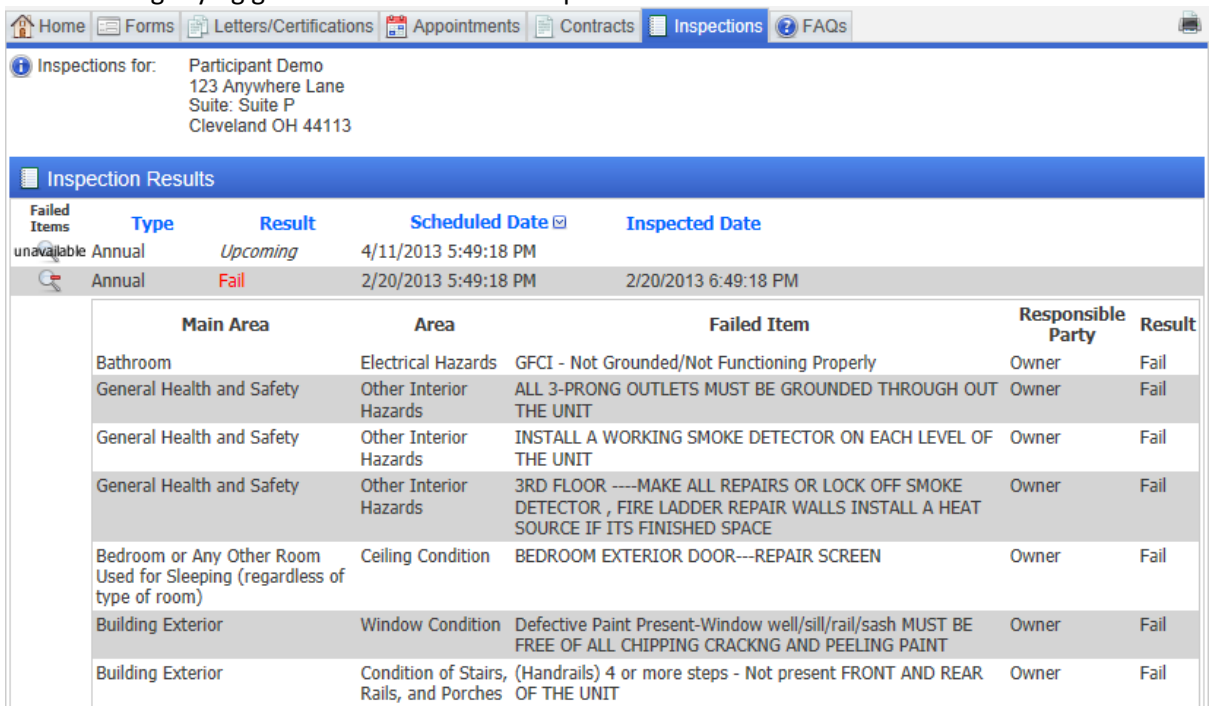 Home Forms Letters/Certifications Appointments Contracts Inspections FAQs
Inspections for: Participant Demo
123 Anywhere Lane
Suite: Suite P
Cleveland OH 44113
Inspection Results
Failed Items Type Result Scheduled Date Inspected Date
unavailable Annual Upcoming 4/11/2013 5:49:18 PM
Annual Fail 2/20/2013 5:49:18 PM 2/20/2013 6:49:18 PM
Main Area Area Failed Item Responsible Party Result
Bathroom Electrical Hazards GFCI - Not Grounded/Not Functioning Properly Owner Fail
General Health and Safety Other Interior ALL 3-PRONG OUTLETS MUST BE GROUNDED THROUGH OUT Owner Fail
Hazards THE UNIT
General Health and Safety Other Interior INSTALL A WORKING SMOKE DETECTOR ON EACH LEVEL OF Owner Fail
Hazards THE UNIT
General Health and Safety Other Interior 3RD FLOOR ----MAKE ALL REPAIRS OR LOCK OFF SMOKE Owner Fail
Hazards DETECTOR , FIRE LADDER REPAIR WALLS INSTALL A HEAT
SOURCE IF ITS FINISHED SPACE
Bedroom or Any Other Room Ceiling Condition BEDROOM EXTERIOR DOOR---REPAIR SCREEN Owner Fail
Used for Sleeping (regardless of
type of room)
Building Exterior Window Condition Defective Paint Present-Window well/sill/rail/sash MUST BE Owner Fail
FREE OF ALL CHIPPING CRACKNG AND PEELING PAINT
Building Exterior Condition of Stairs, (Handrails) 4 or more steps - Not present FRONT AND REAR Owner Fail
Rails, and Porches OF THE UNIT